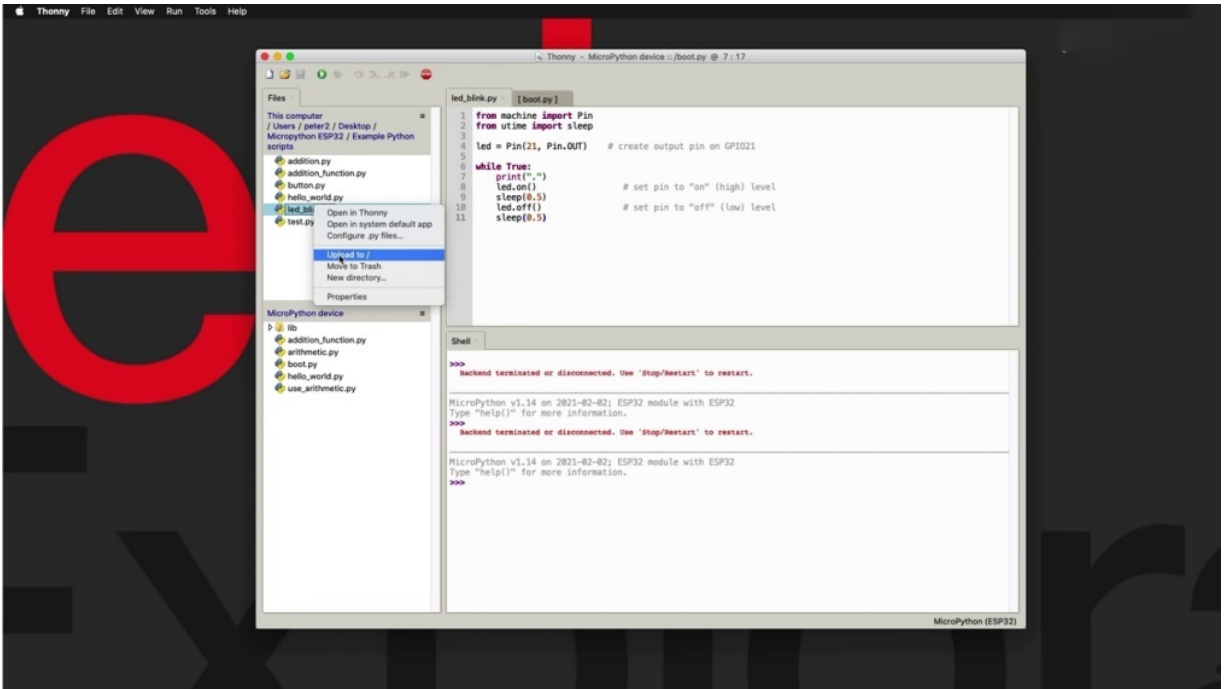 Thonny File Edit View Run Tools Help
Thonny - MicroPython device :: /boot.py @ 7 : 17
Files
This computer
/ Users / peter2 / Desktop /
Micropython ESP32 / Example Python
scripts
addition.py
addition_function.py
button.py
hello_world.py
led_bli
test.py
Open in Thonny
Open in system default app
Configure .py files...
Upload to /
Move to Trash
New directory...
Properties
MicroPython device
lib
addition_function.py
arithmetic.py
boot.py
hello_world.py
use_arithmetic.py
led_blink.py
[ boot.py ]
1 from machine import Pin
2 from utime import sleep
3
4 led = Pin(21, Pin.OUT) # create output pin on GPIO21
5
6 while True:
7 print(".")
8 led.on() # set pin to "on" (high) level
9 sleep(0.5)
10 led.off() # set pin to "off" (low) level
11 sleep(0.5)
Shell
>>>
Backend terminated or disconnected. Use 'Stop/Restart' to restart.
MicroPython v1.14 on 2021-02-02; ESP32 module with ESP32
Type "help()" for more information.
>>>
Backend terminated or disconnected. Use 'Stop/Restart' to restart.
MicroPython v1.14 on 2021-02-02; ESP32 module with ESP32
Type "help()" for more information.
>>>
MicroPython (ESP32)